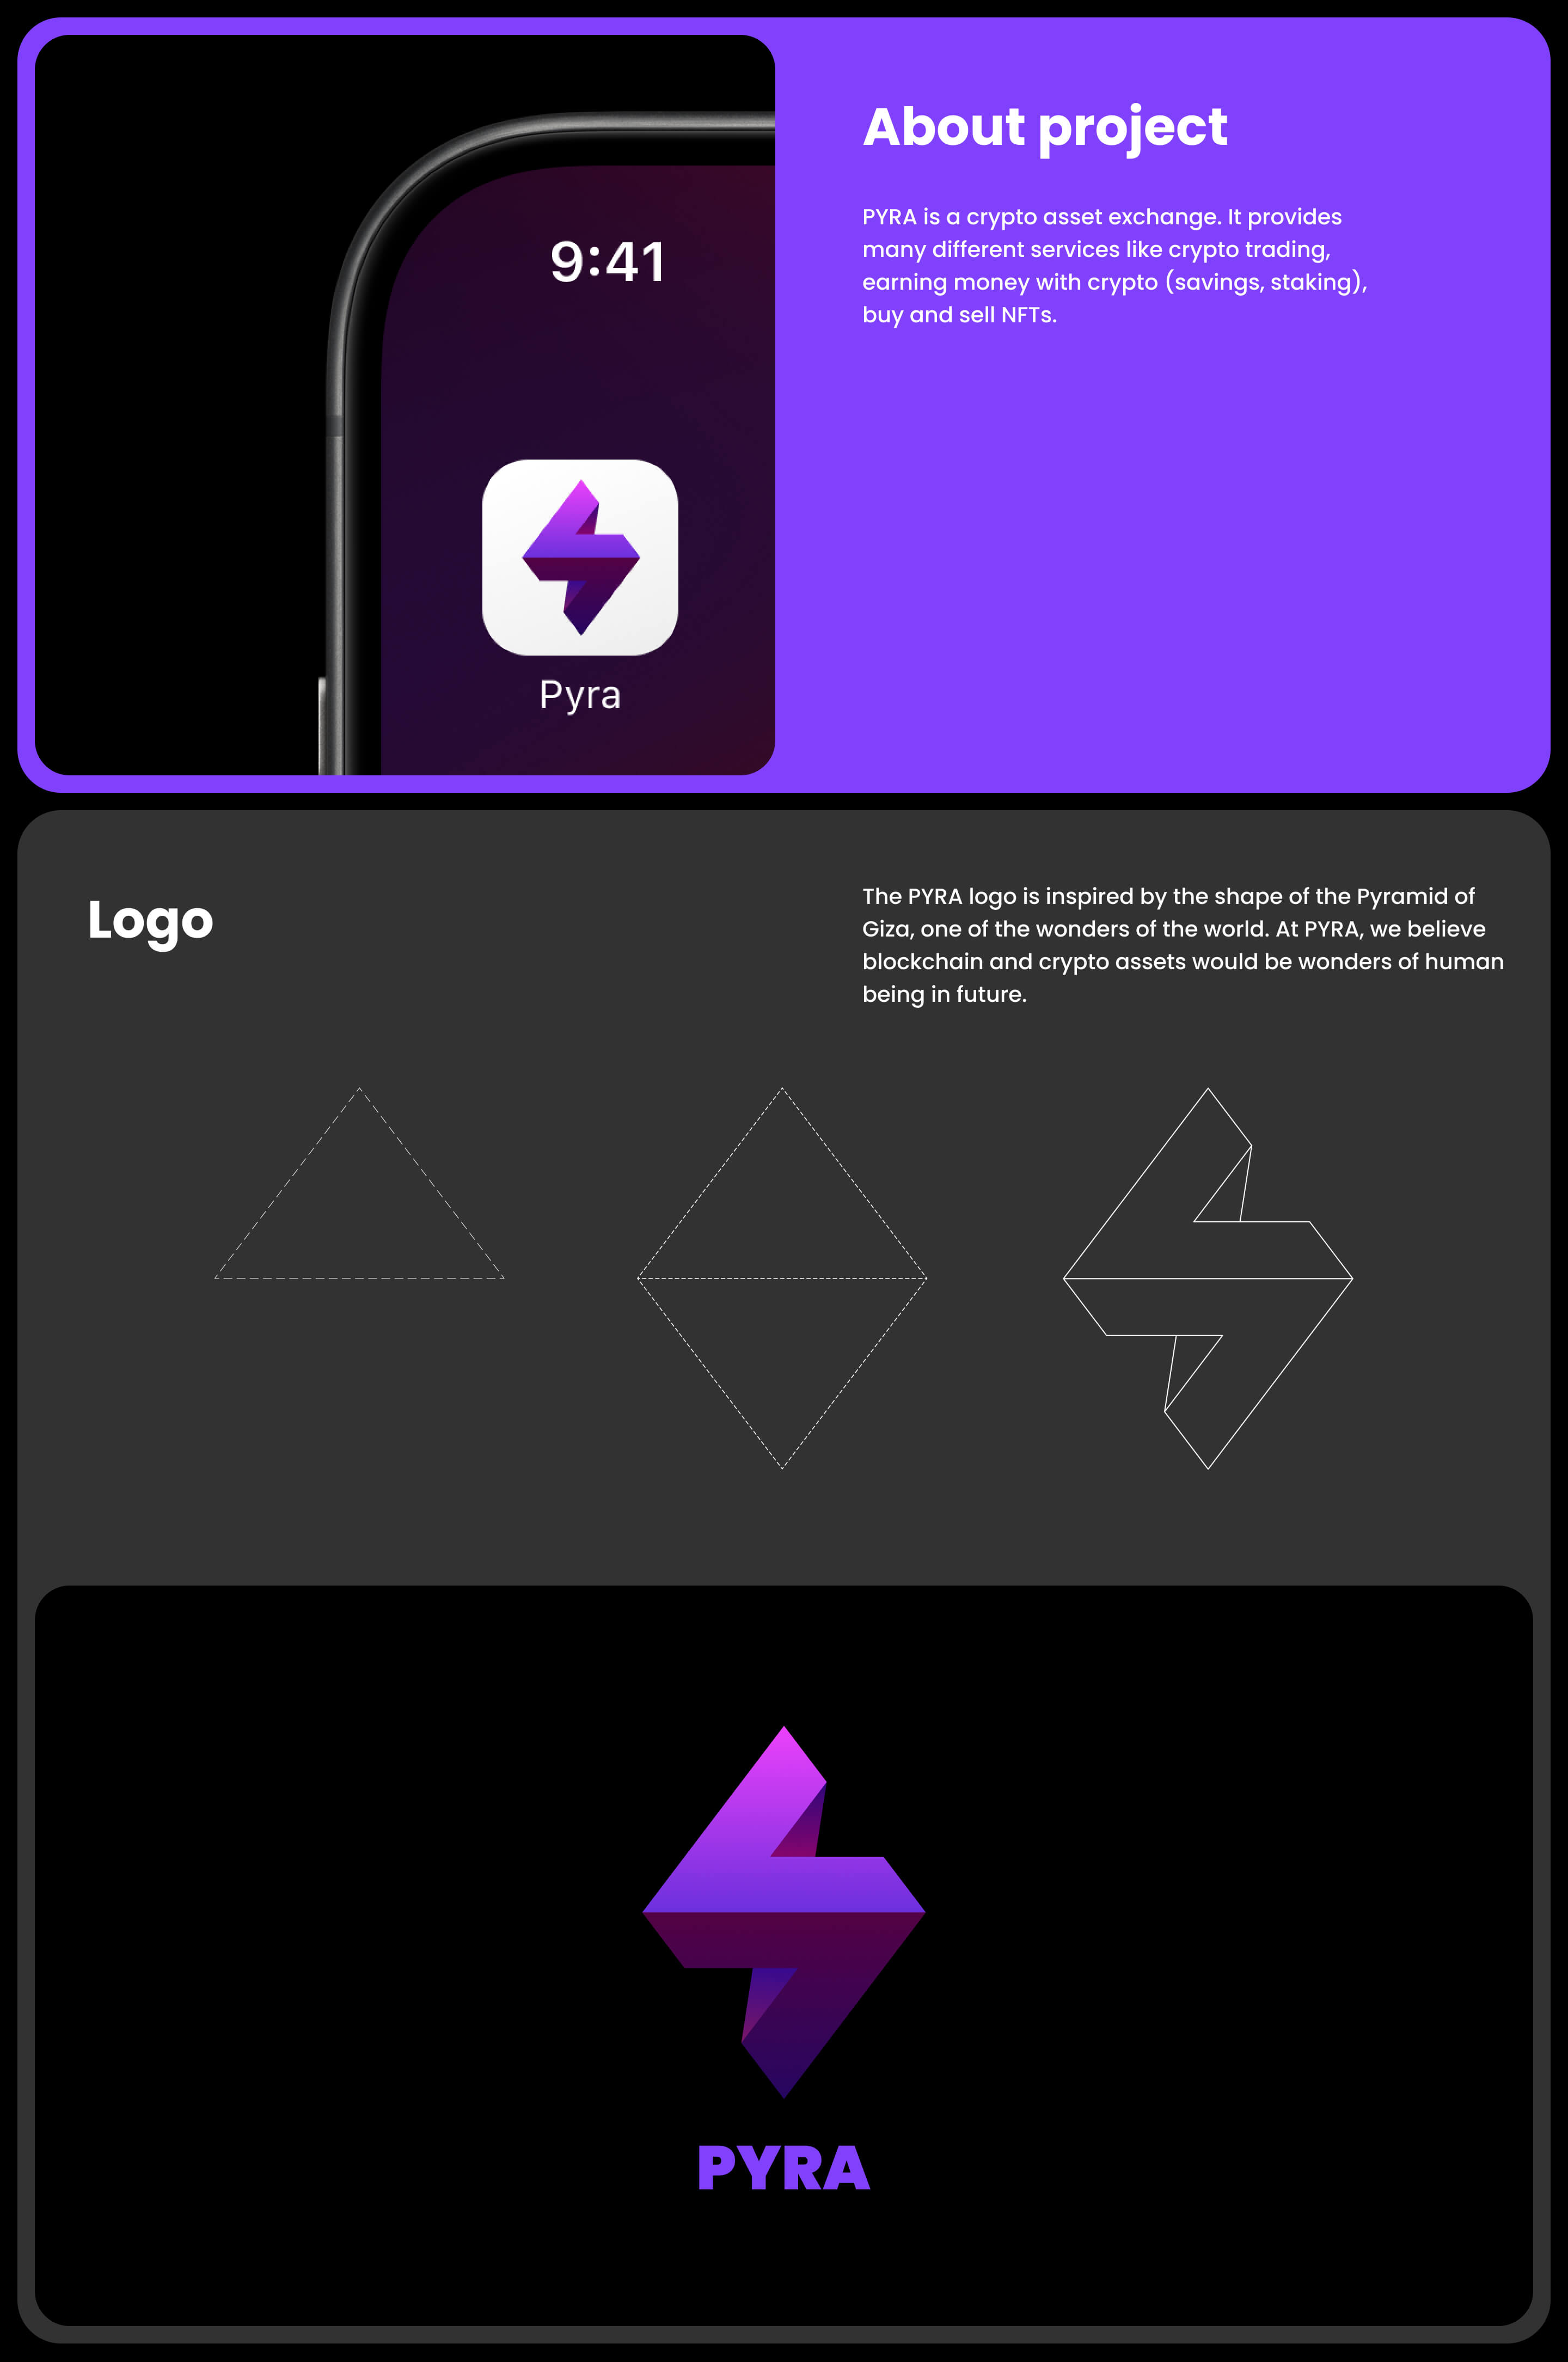 9:41
Pyra
About project
PYRA is a crypto asset exchange. It provides
many different services like crypto trading,
earning money with crypto (savings, staking),
buy and sell NFTs.
Logo
The PYRA logo is inspired by the shape of the Pyramid of
Giza, one of the wonders of the world. At PYRA, we believe
blockchain and crypto assets would be wonders of human
being in future.
PYRA